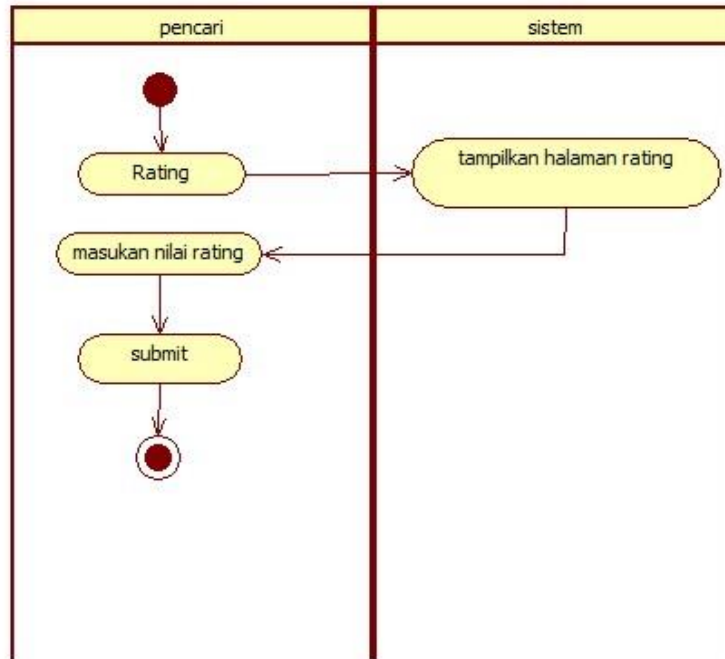 pencari
sistem
Rating
tampilkan halaman rating
masukan nilai rating
submit